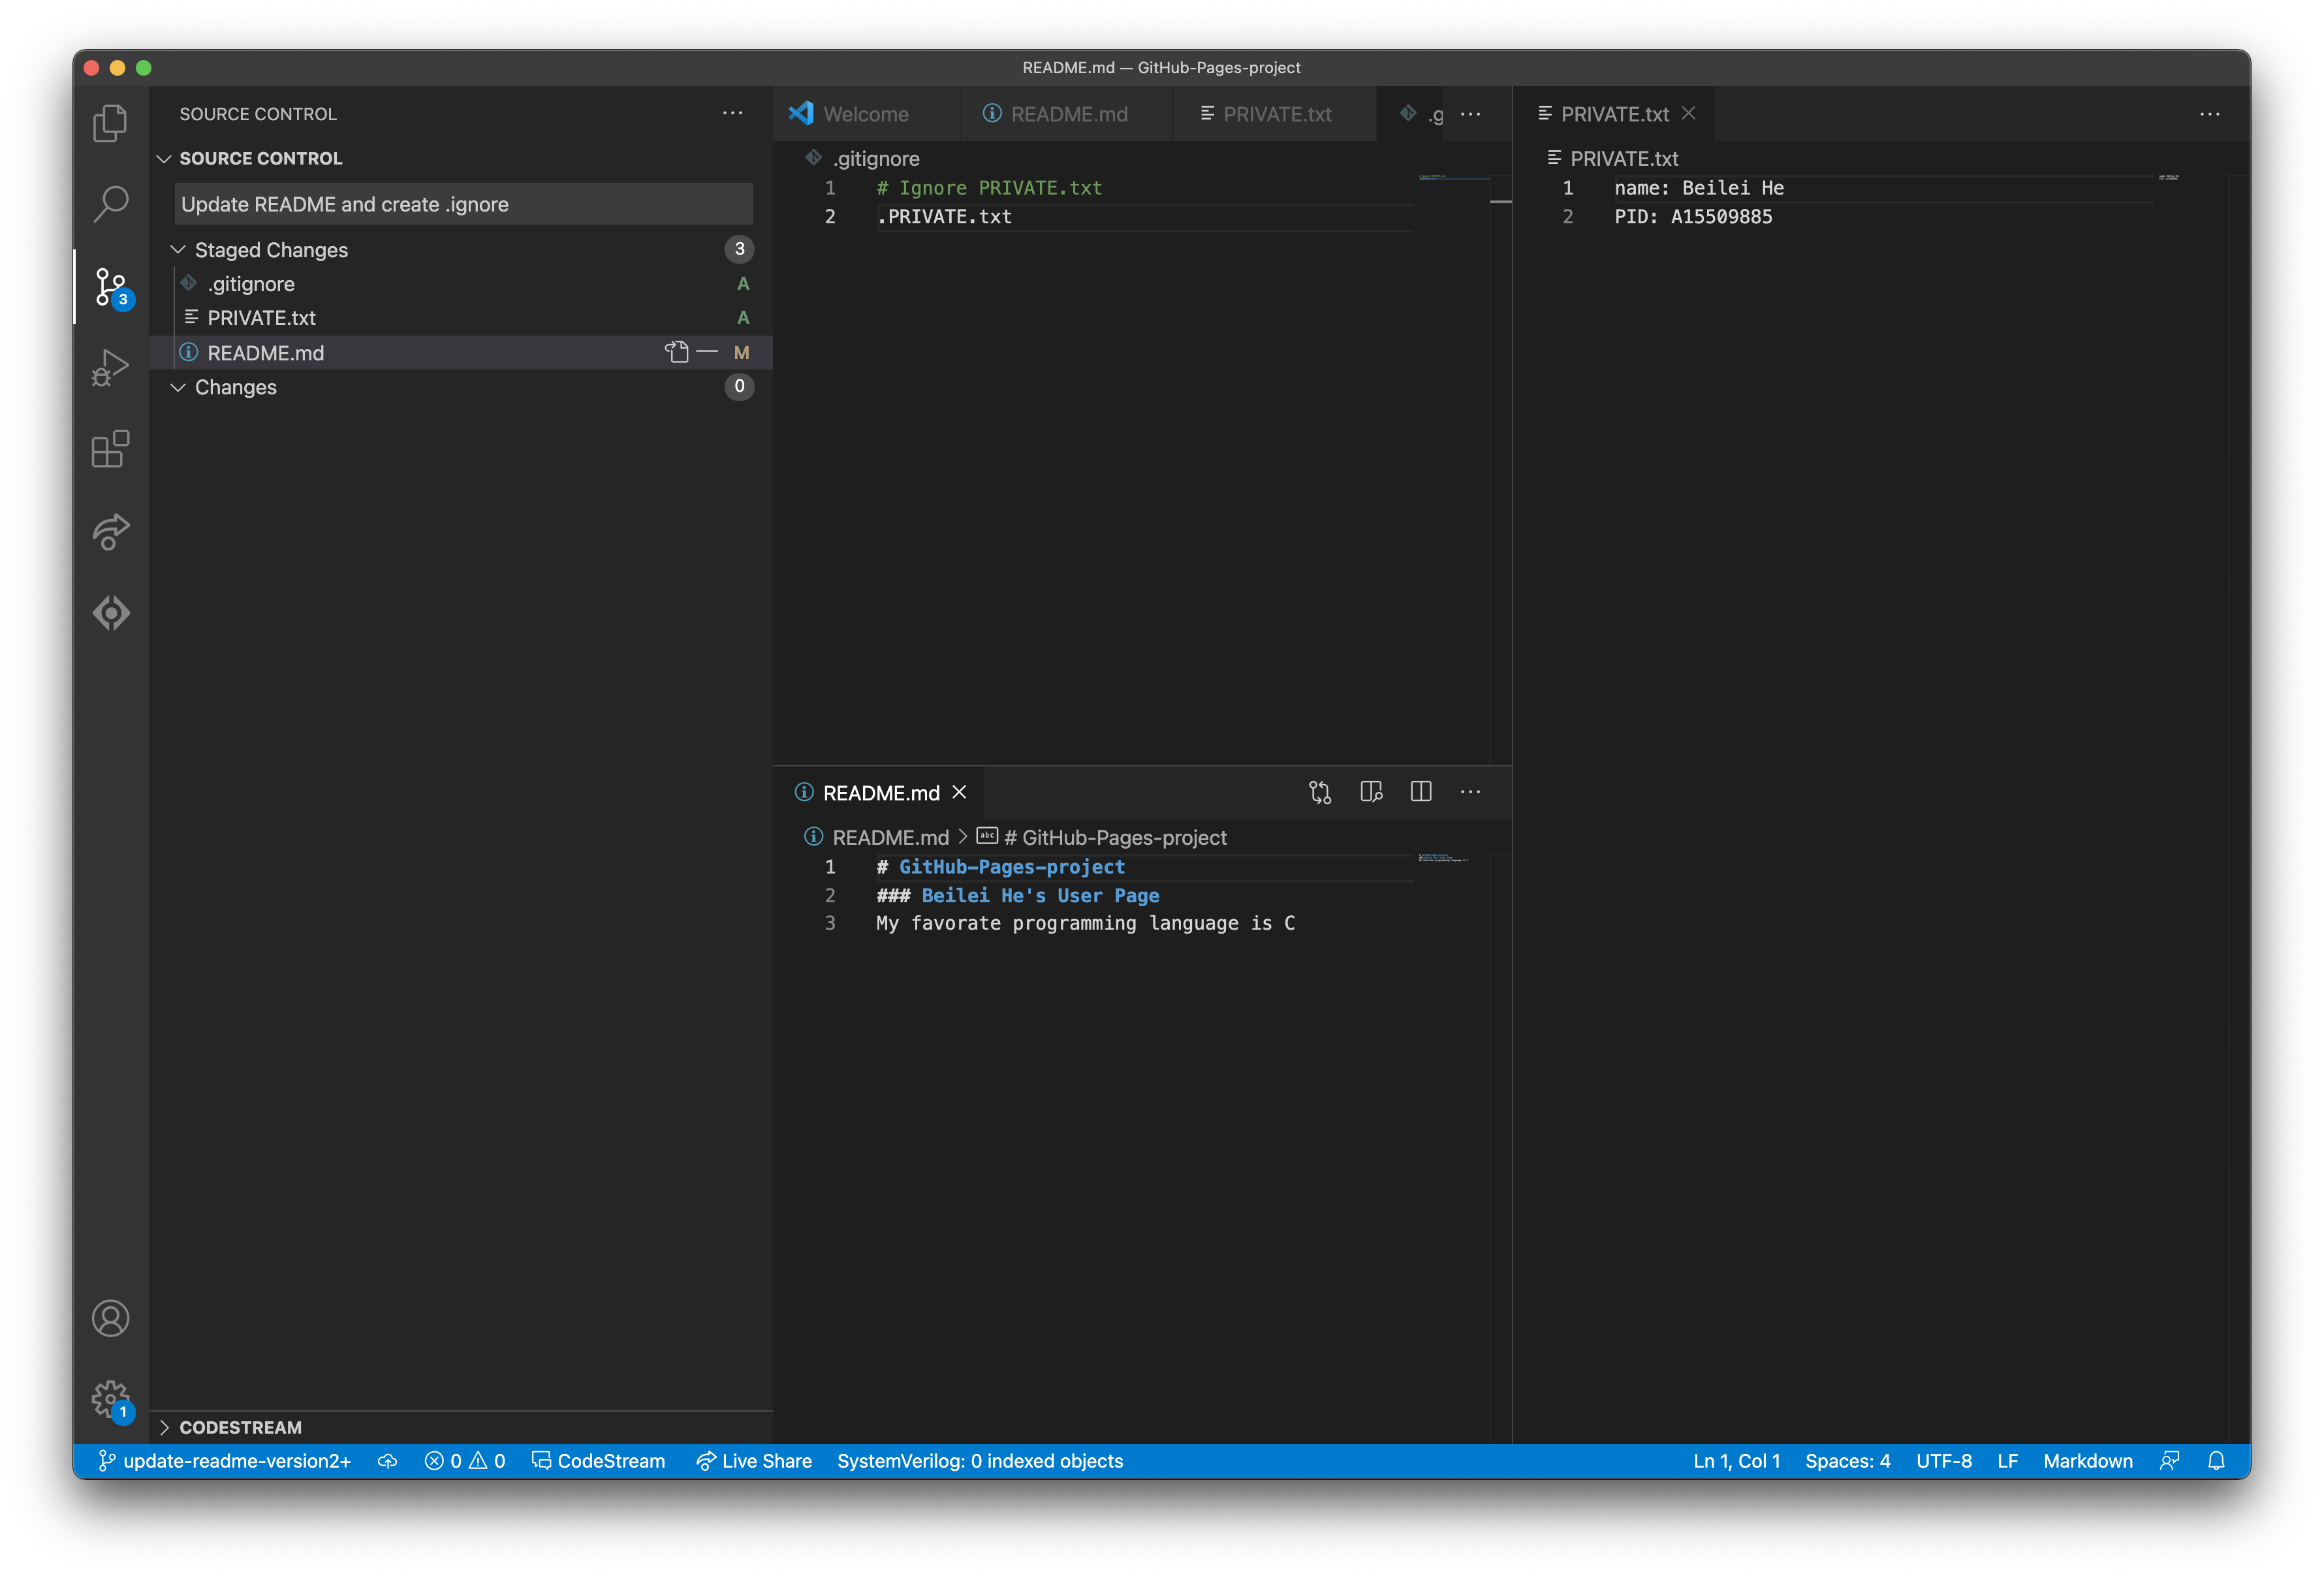 README.md — GitHub-Pages-project
SOURCE CONTROL
SOURCE CONTROL
Update README and create .ignore
Staged Changes 3
.gitignore A
PRIVATE.txt A
README.md M
Changes 0
3
1
CODESTREAM
Welcome README.md PRIVATE.txt .g
.gitignore
1 # Ignore PRIVATE.txt
2 .PRIVATE.txt
README.md
README.md > abc # GitHub-Pages-project
1 # GitHub-Pages-project
2 ### Beilei He's User Page
3 My favorate programming language is C
PRIVATE.txt
PRIVATE.txt
1 name: Beilei He
2 PID: A15509885
update-readme-version2+ 0 0 CodeStream Live Share SystemVerilog: 0 indexed objects Ln 1, Col 1 Spaces: 4 UTF-8 LF Markdown